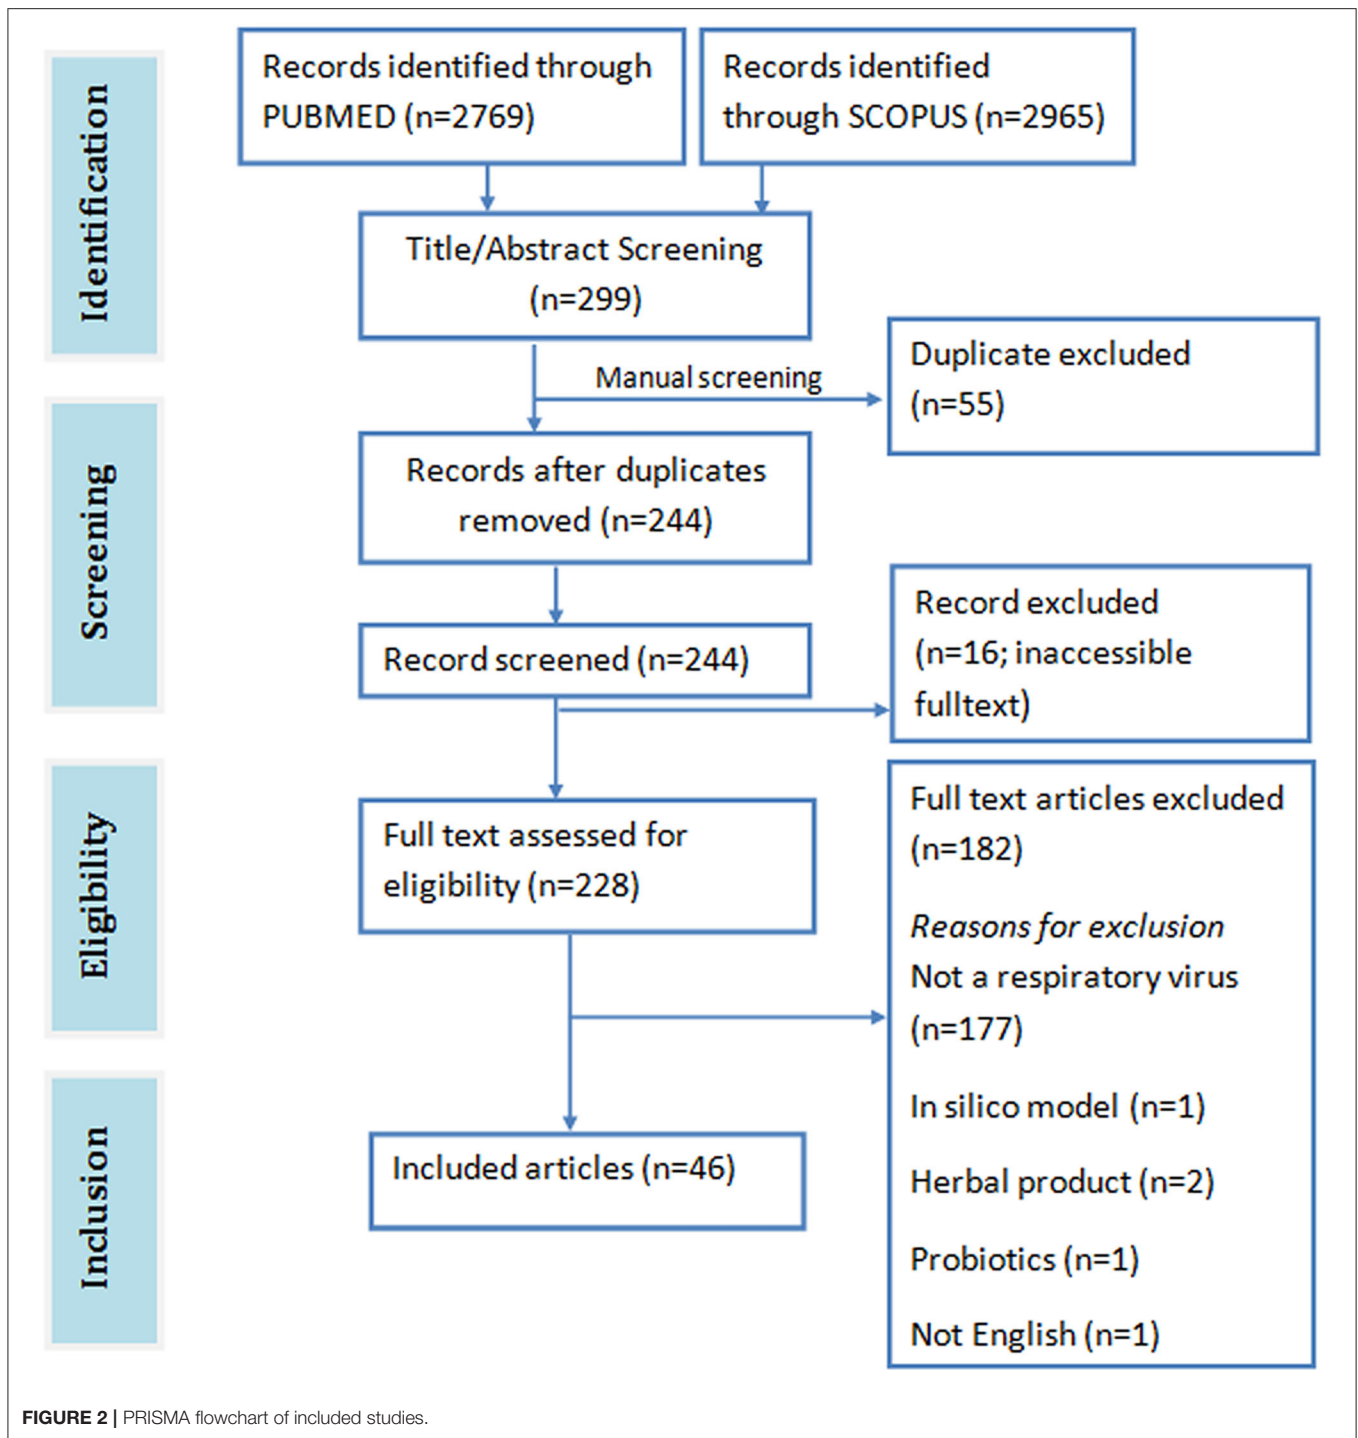 Identification
Records identified through
PUBMED (n=2769)
Records identified
through SCOPUS (n=2965)
Title/Abstract Screening
(n=299)
Manual screening
Duplicate excluded
(n=55)
Screening
Records after duplicates
removed (n=244)
Record screened (n=244)
Record excluded
(n=16; inaccessible
fulltext)
Eligibility
Full text assessed for
eligibility (n=228)
Full text articles excluded
(n=182)
Reasons for exclusion
Not a respiratory virus
(n=177)
In silico model (n=1)
Herbal product (n=2)
Probiotics (n=1)
Not English (n=1)
Inclusion
Included articles (n=46)
FIGURE 2 | PRISMA flowchart of included studies.